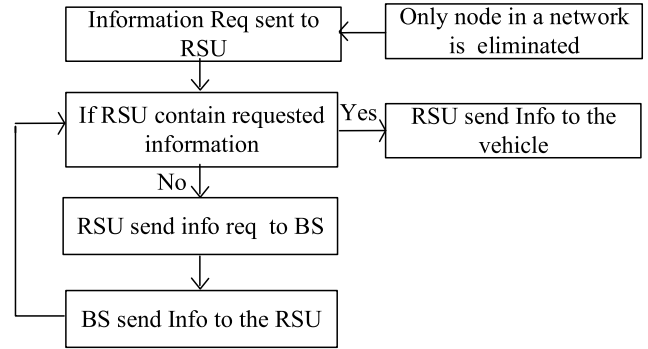 Information Req sent to
RSU
Only node in a network
is eliminated
If RSU contain requested
information
Yes
RSU send Info to the
vehicle
No
RSU send info req to BS
BS send Info to the RSU